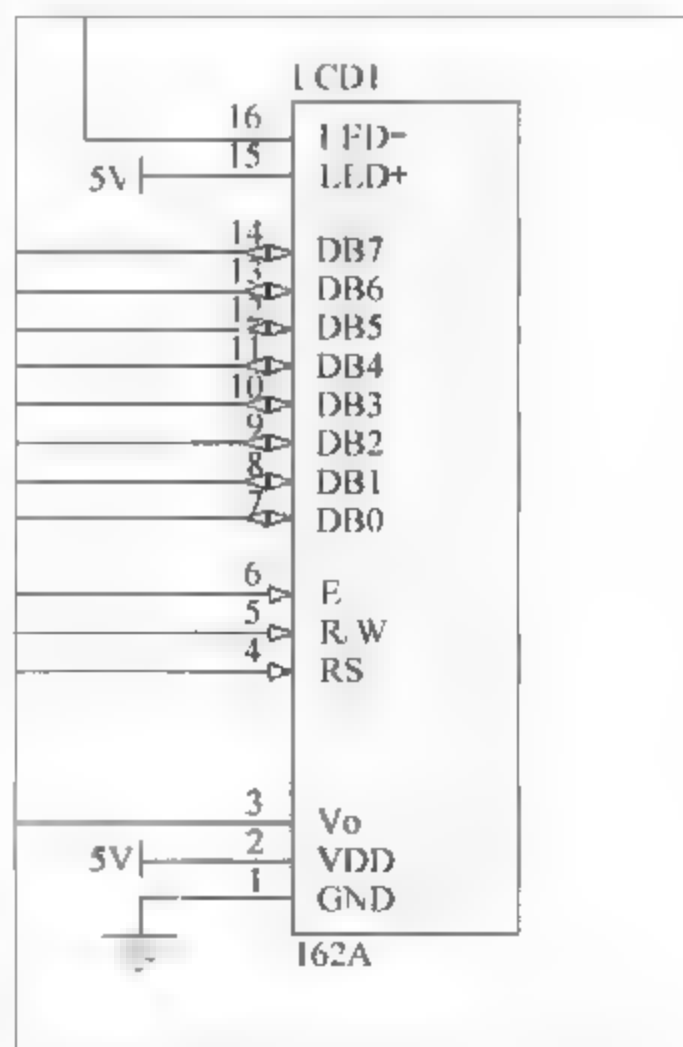 LCD1
16 LED-
5V 15 LED+
14 DB7
13 DB6
12 DB5
11 DB4
10 DB3
9 DB2
8 DB1
7 DB0
6 E
5 R/W
4 RS
3 Vo
5V 2 VDD
1 GND
162A